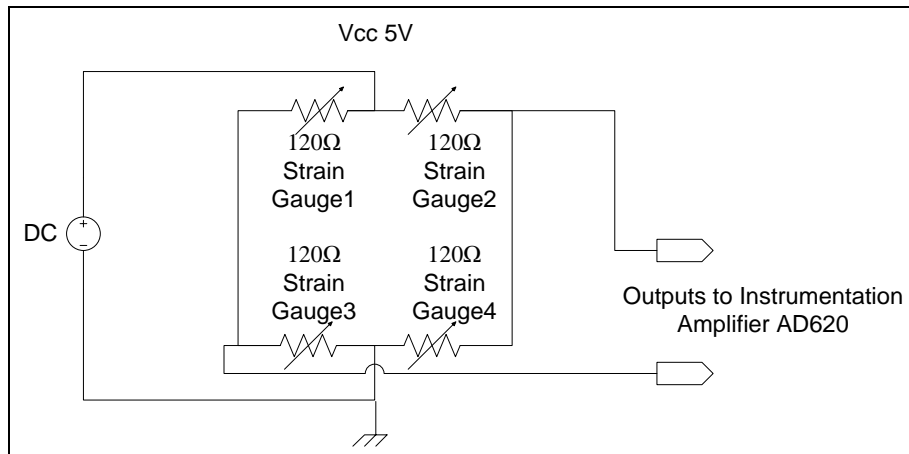 Vcc 5V
120Ω
Strain
Gauge1
120Ω
Strain
Gauge2
DC
+
−
120Ω
Strain
Gauge3
120Ω
Strain
Gauge4
Outputs to Instrumentation
Amplifier AD620